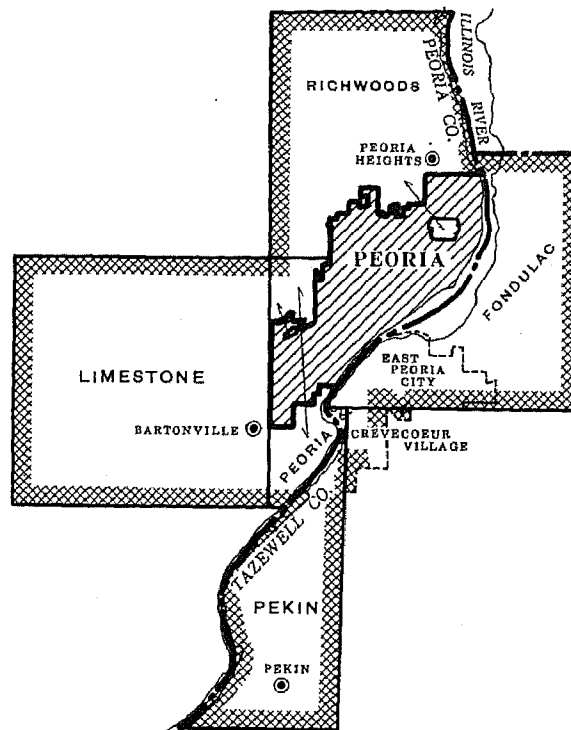 ILLINOIS
RIVER
PEORIA CO.
RICHWOODS
PEORIA
HEIGHTS
PEORIA
FONDULAC
LIMESTONE
EAST
PEORIA
CITY
BARTONVILLE
PEORIA
CREVECOEUR
VILLAGE
TAZEWELL CO.
PEKIN
PEKIN